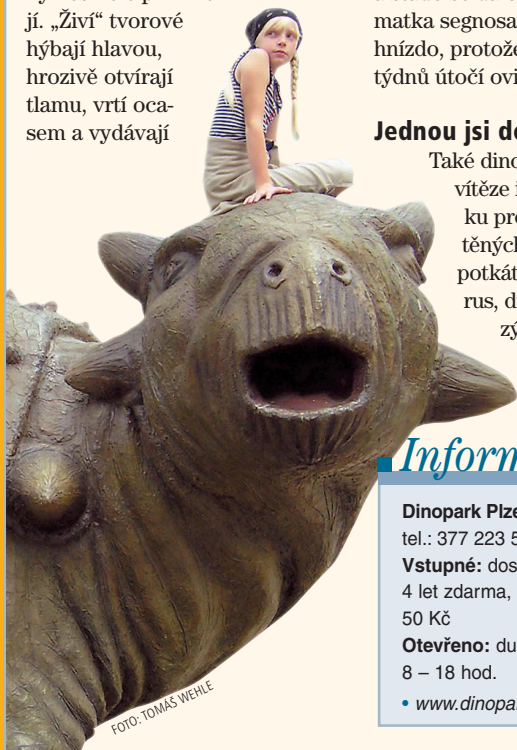 jí. „Živí“ tvorové
hýbají hlavou,
hrozivě otvírají
tlamu, vrtí oca-
sem a vydávají
matka segnosa
hnízdo, protože
týdnů útočí ovi
Jednou jsi do
Také dino
vítěze i
ku pro
těných
potkat
rus, d
zý
Inform
Dinopark Plze
tel.: 377 223 5
Vstupné: dos
4 let zdarma,
50 Kč
Otevřeno: du
8 – 18 hod.
• www.dinopa
FOTO: TOMÁŠ WEHLE